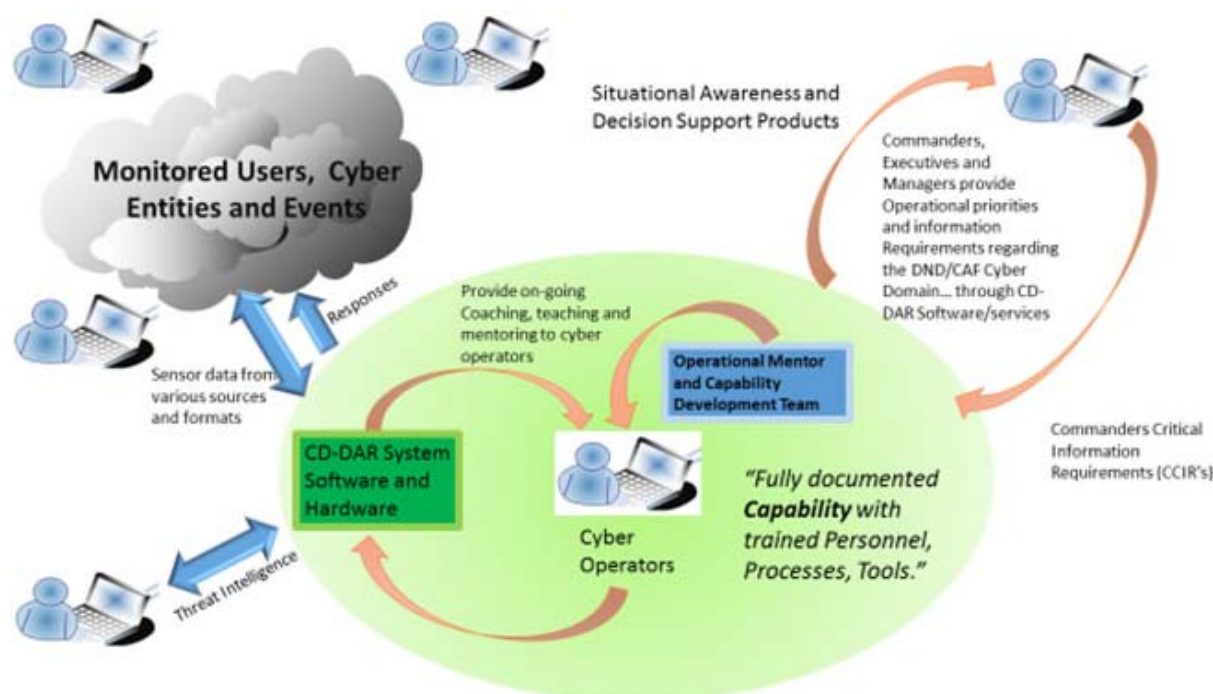 Monitored Users, Cyber
Entities and Events
Situational Awareness and
Decision Support Products
Commanders,
Executives and
Managers provide
Operational priorities
and information
Requirements regarding
the DND/CAF Cyber
Domain... through CD-
DAR Software/services
Responses
Sensor data from
various sources
and formats
Provide on-going
Coaching, teaching and
mentoring to cyber
operators
Operational Mentor
and Capability
Development Team
CD-DAR System
Software and
Hardware
Cyber
Operators
"Fully documented
Capability with
trained Personnel,
Processes, Tools."
Commanders Critical
Information
Requirements (CCIR's)
Threat Intelligence